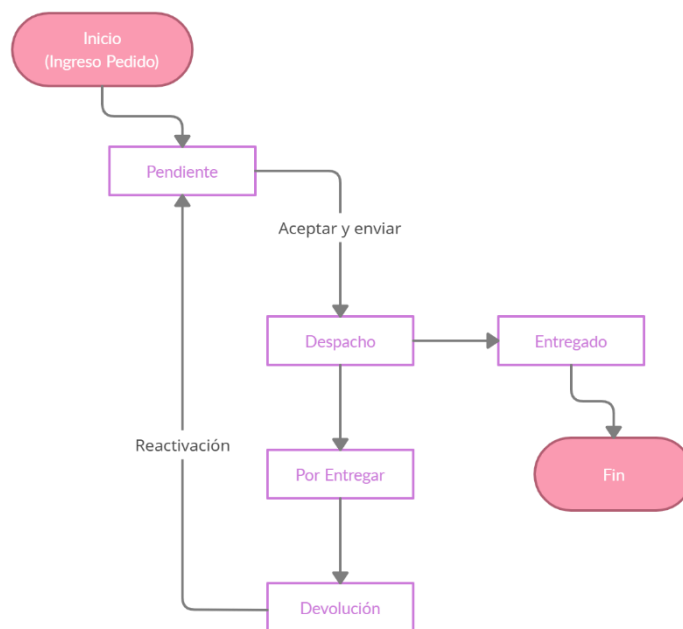 Inicio
(Ingreso Pedido)
Pendiente
Aceptar y enviar
Despacho
Entregado
Reactivación
Por Entregar
Fin
Devolución